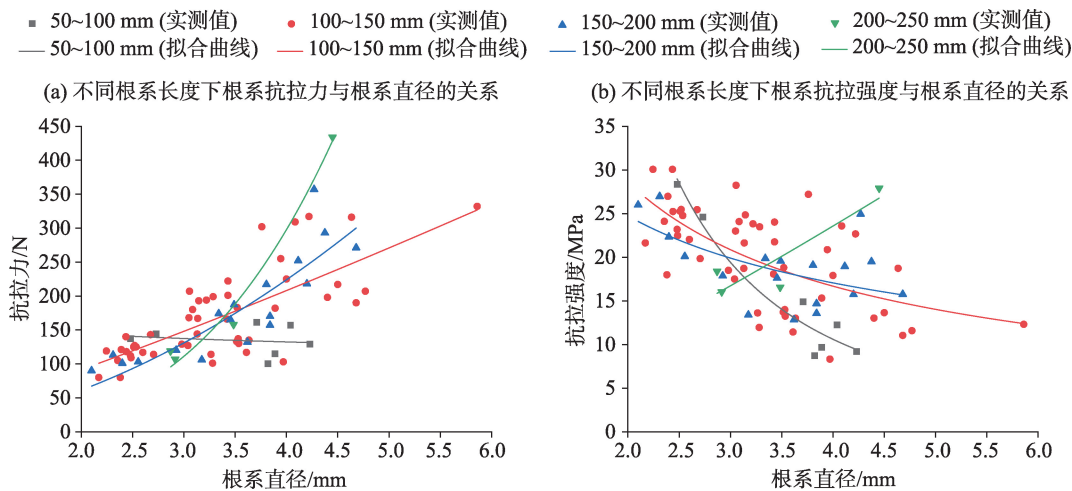 50~100 mm (实测值) 100~150 mm (实测值) 150~200 mm (实测值) 200~250 mm (实测值)
50~100 mm (拟合曲线) 100~150 mm (拟合曲线) 150~200 mm (拟合曲线) 200~250 mm (拟合曲线)
(a) 不同根系长度下根系抗拉力与根系直径的关系
450
400
350
300
250
200
150
100
50
0
抗拉力/N
2.0 2.5 3.0 3.5 4.0 4.5 5.0 5.5 6.0
根系直径/mm
(b) 不同根系长度下根系抗拉强度与根系直径的关系
35
30
25
20
15
10
5
0
抗拉强度/MPa
2.0 2.5 3.0 3.5 4.0 4.5 5.0 5.5 6.0
根系直径/mm